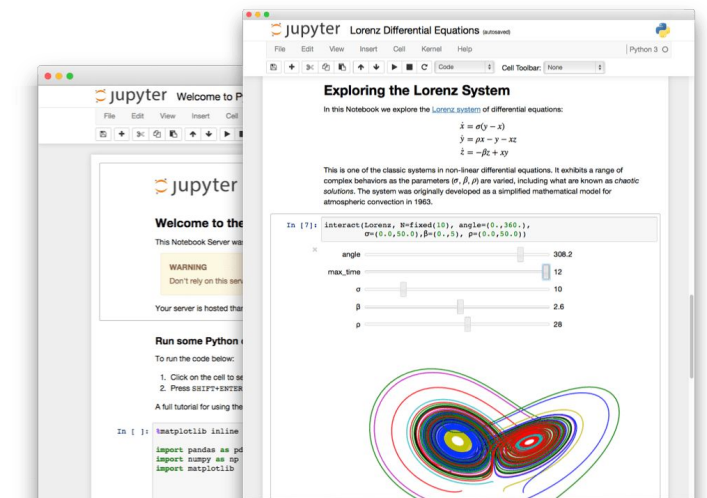 jupyter Lorenz Differential Equations (autosaved)
File Edit View Insert Cell Kernel Help Python 3
Code Cell Toolbar: None
Exploring the Lorenz System
In this Notebook we explore the Lorenz system of differential equations:
ẋ = σ(y − x)
ẏ = ρx − y − xz
ż = −βz + xy
This is one of the classic systems in non-linear differential equations. It exhibits a range of
complex behaviors as the parameters (σ, β, ρ) are varied, including what are known as chaotic
solutions. The system was originally developed as a simplified mathematical model for
atmospheric convection in 1963.
In [7]: interact(Lorenz, N=fixed(10), angle=(0.,360.),
σ=(0.0,50.0),β=(0.,5), ρ=(0.0,50.0))
angle 308.2
max_time 12
σ 10
β 2.6
ρ 28
jupyter Welcome to P
File Edit View Insert Cell
jupyter
Welcome to the
This Notebook Server was
WARNING
Don't rely on this serv
Your server is hosted than
Run some Python
To run the code below:
1. Click on the cell to se
2. Press SHIFT+ENTER
A full tutorial for using the
In [ ]: %matplotlib inline
import pandas as pd
import numpy as np
import matplotlib